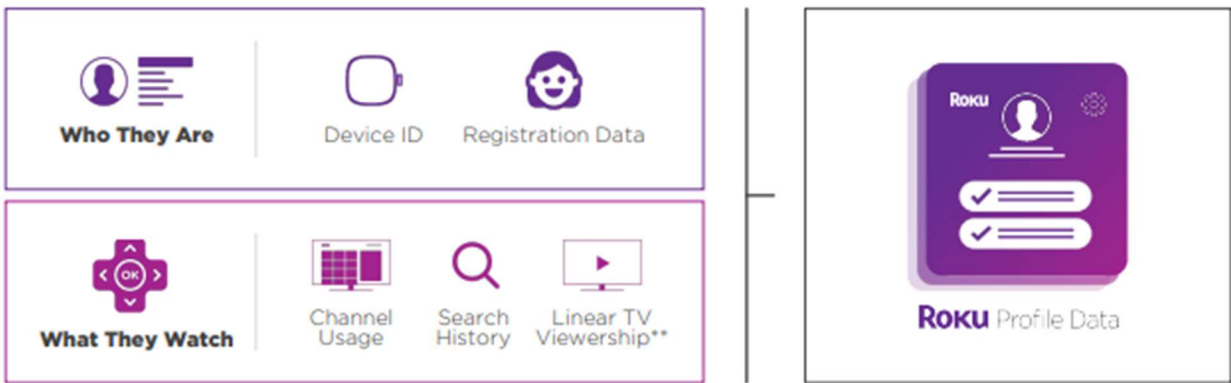 Who They Are
Device ID
Registration Data
OK
What They Watch
Channel
Usage
Search
History
Linear TV
Viewership**
ROKU
ROKU Profile Data